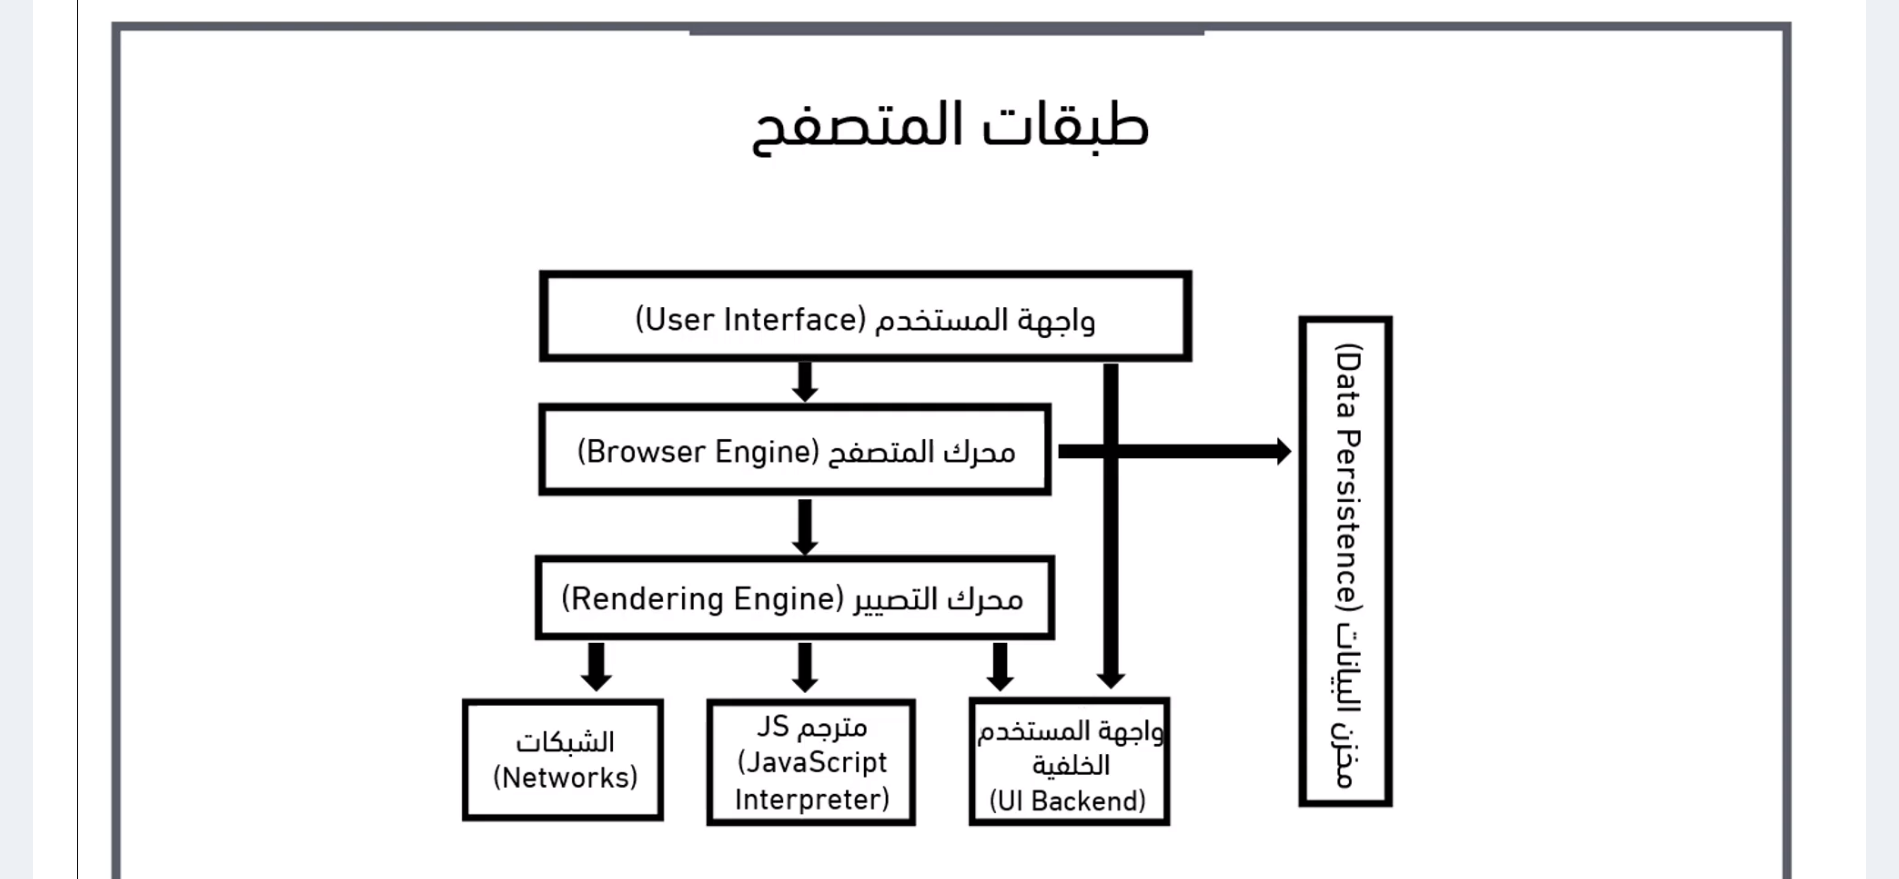 طبقات المتصفح
واجهة المستخدم (User Interface)
محرك المتصفح (Browser Engine)
محرك التصيير (Rendering Engine)
الشبكات
(Networks)
مترجم JS
(JavaScript
Interpreter)
واجهة المستخدم
الخلفية
(UI Backend)
مخزن البيانات (Data Persistence)